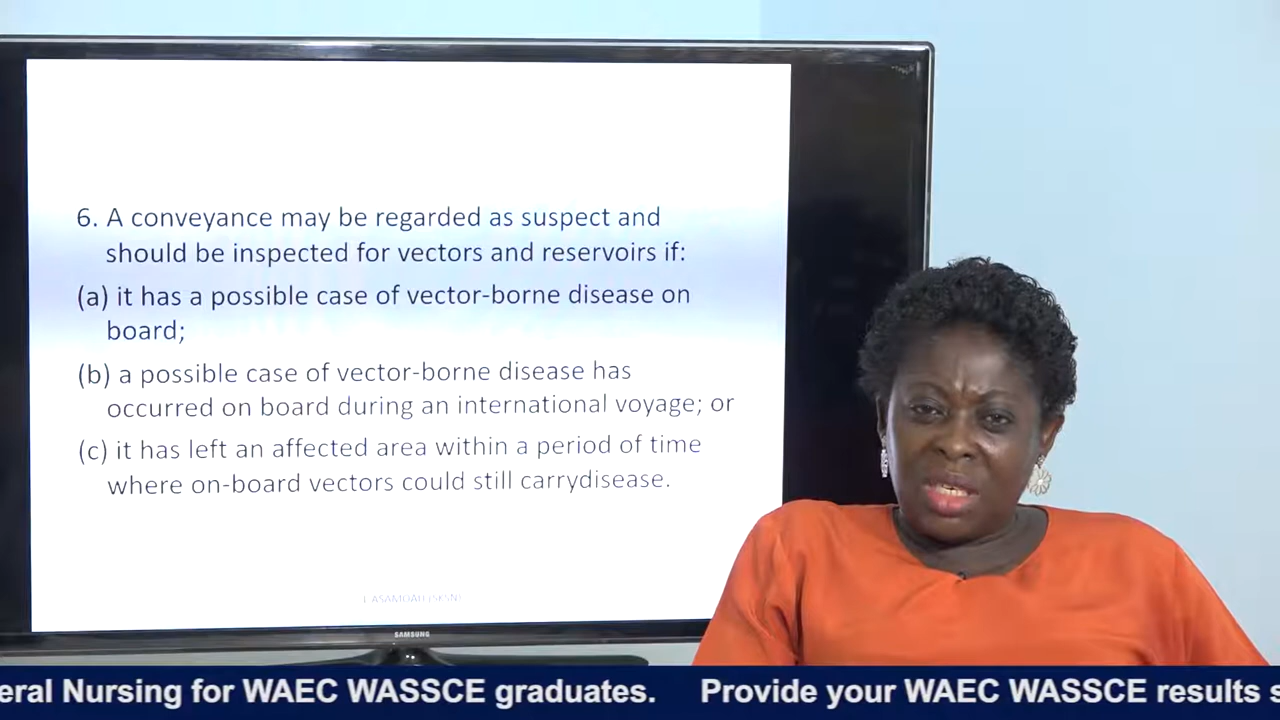 6. A conveyance may be regarded as suspect and
should be inspected for vectors and reservoirs if:
(a) it has a possible case of vector-borne disease on
board;
(b) a possible case of vector-borne disease has
occurred on board during an international voyage; or
(c) it has left an affected area within a period of time
where on-board vectors could still carrydisease.
ASAMOAH (SKSN)
SAMSUNG
eral Nursing for WAEC WASSCE graduates. Provide your WAEC WASSCE results s